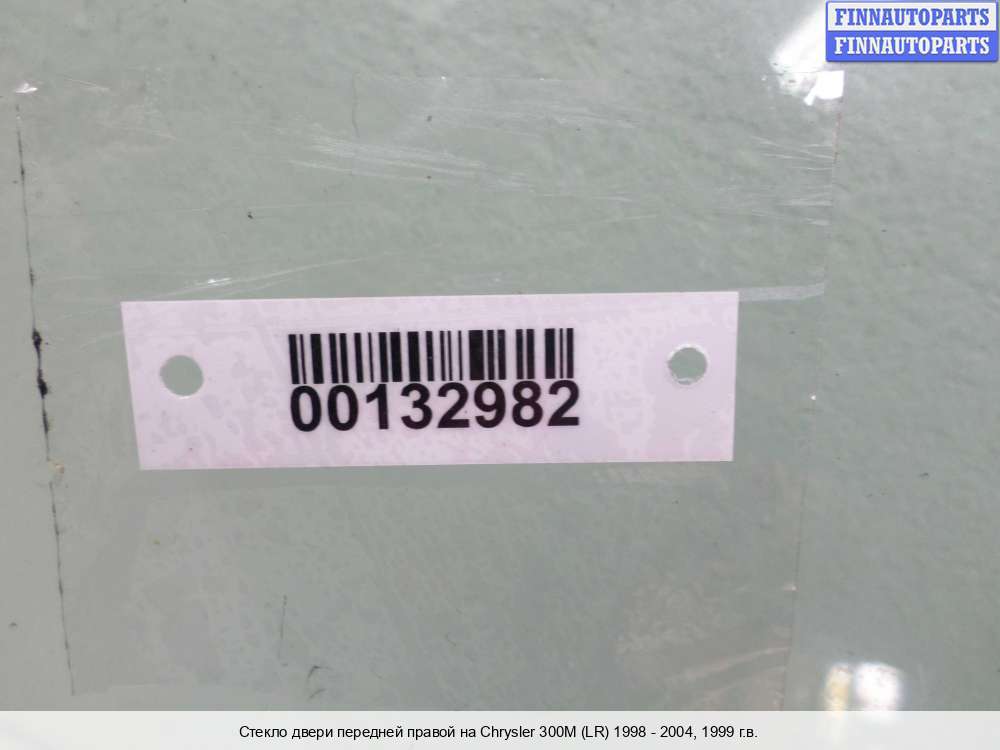 FINNAUTOPARTS
FINNAUTOPARTS
00132982
Стекло двери передней правой на Chrysler 300M (LR) 1998 - 2004, 1999 г.в.